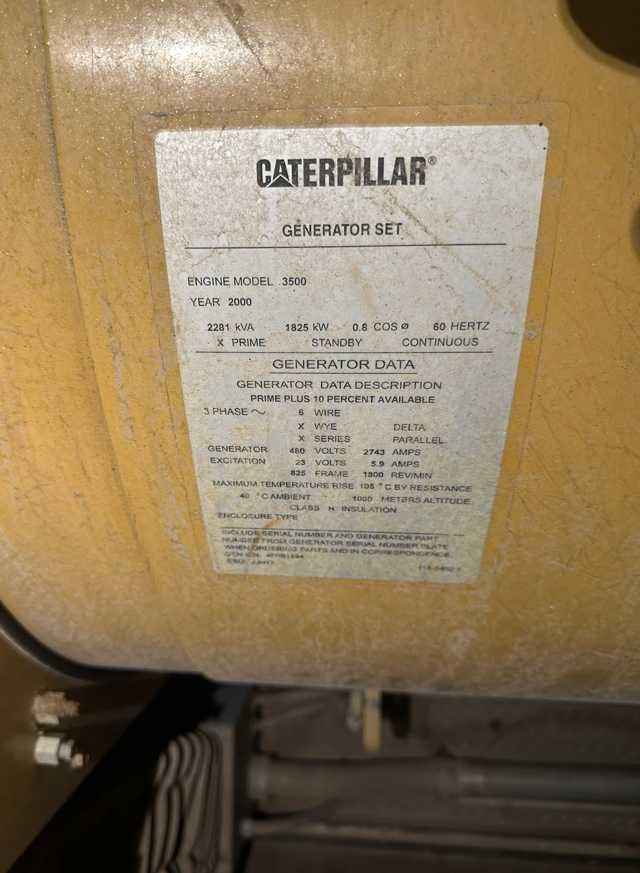 CATERPILLAR®
GENERATOR SET
ENGINE MODEL 3500
YEAR 2000
2281 kVA 1825 kW 0.8 COS Ø 60 HERTZ
X PRIME STANDBY CONTINUOUS
GENERATOR DATA
GENERATOR DATA DESCRIPTION
PRIME PLUS 10 PERCENT AVAILABLE
3 PHASE ~ 6 WIRE
X WYE DELTA
X SERIES PARALLEL
GENERATOR 480 VOLTS 2743 AMPS
EXCITATION 23 VOLTS 5.9 AMPS
825 FRAME 1800 REV/MIN
MAXIMUM TEMPERATURE RISE 105 °C BY RESISTANCE
40 °C AMBIENT 1000 METERS ALTITUDE
CLASS H INSULATION
ENCLOSURE TYPE
INCLUDE SERIAL NUMBER AND GENERATOR PART
NUMBER FROM GENERATOR SERIAL NUMBER PLATE
WHEN ORDERING PARTS AND IN CORRESPONDENCE.
GEN S/N
ESO: